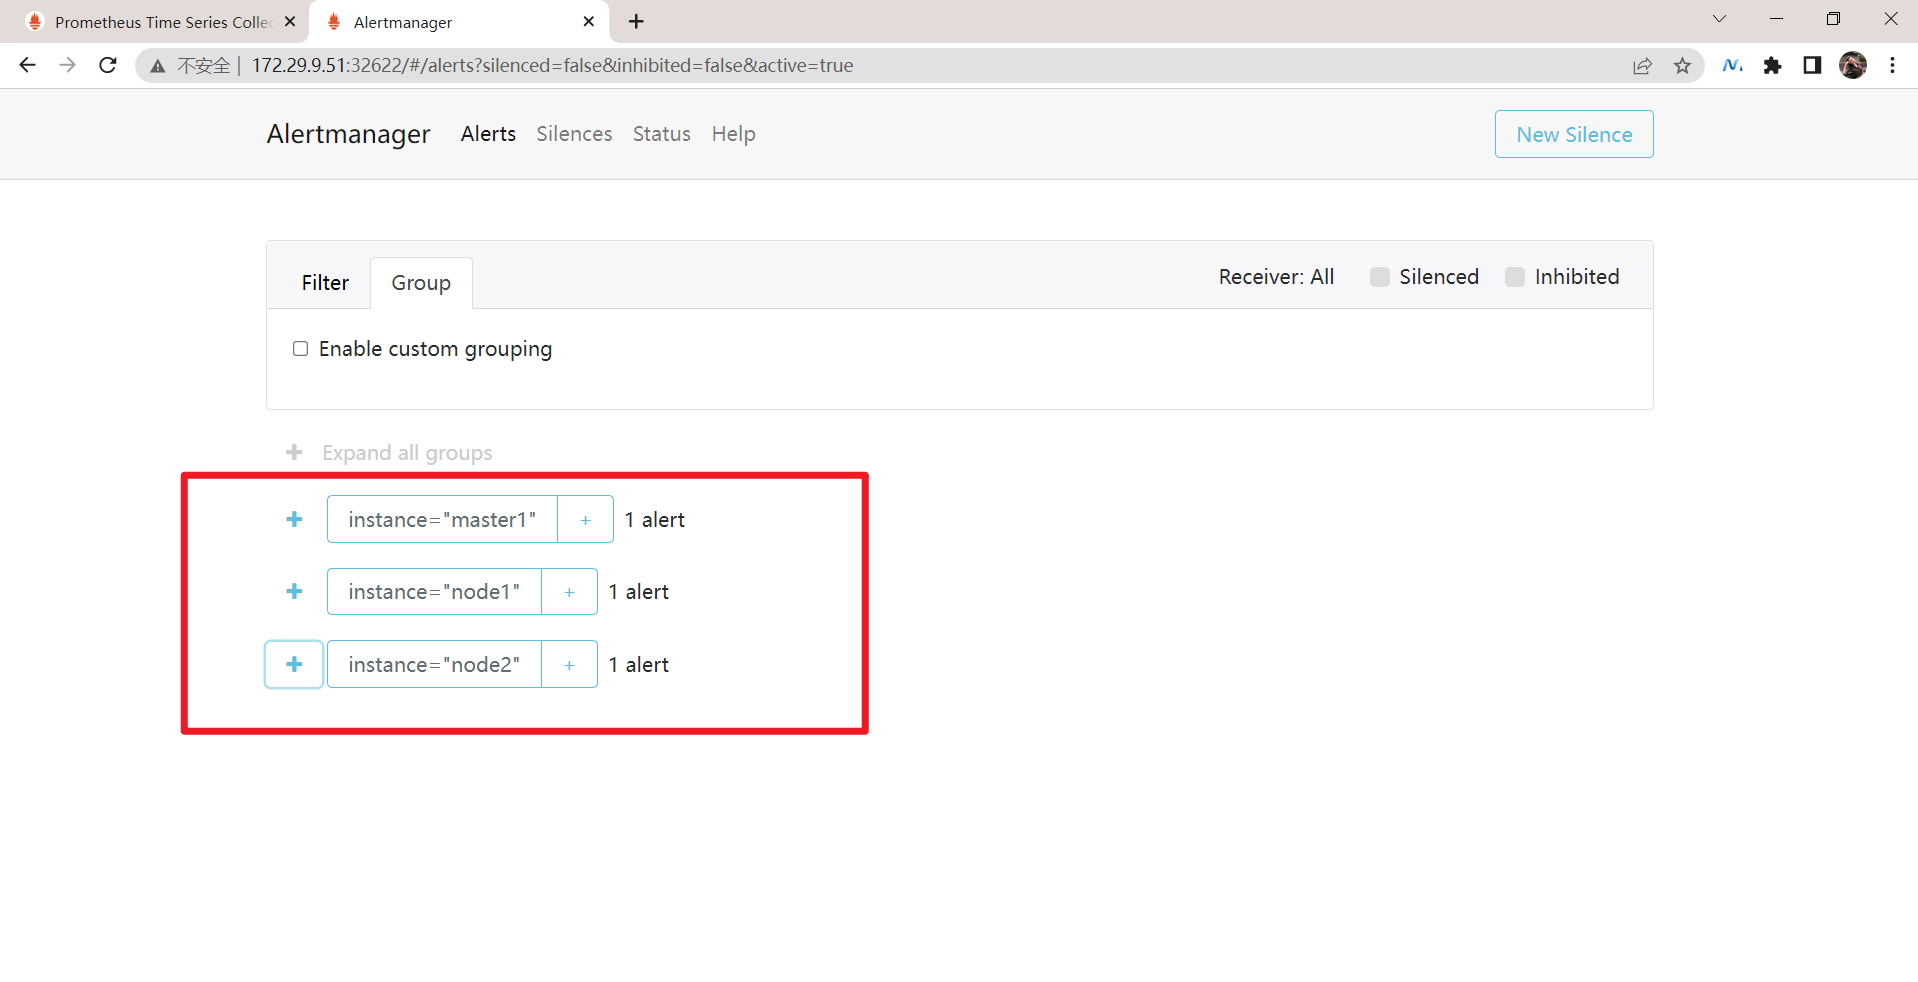 Prometheus Time Series Collec
Alertmanager
不安全 | 172.29.9.51:32622/#/alerts?silenced=false&inhibited=false&active=true
Alertmanager Alerts Silences Status Help New Silence
Filter Group Receiver: All Silenced Inhibited
Enable custom grouping
+ Expand all groups
+ instance="master1" + 1 alert
+ instance="node1" + 1 alert
+ instance="node2" + 1 alert